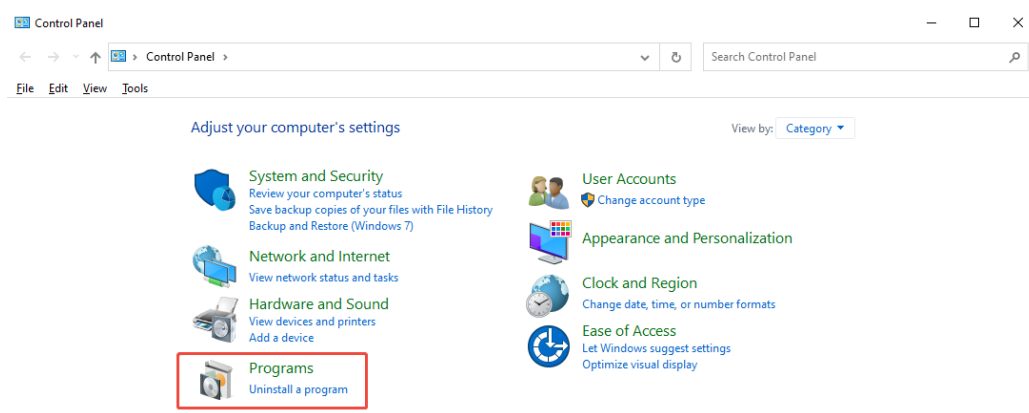 Control Panel
Control Panel
Search Control Panel
File Edit View Tools
Adjust your computer's settings
View by: Category
System and Security
Review your computer's status
Save backup copies of your files with File History
Backup and Restore (Windows 7)
Network and Internet
View network status and tasks
Hardware and Sound
View devices and printers
Add a device
Programs
Uninstall a program
User Accounts
Change account type
Appearance and Personalization
Clock and Region
Change date, time, or number formats
Ease of Access
Let Windows suggest settings
Optimize visual display